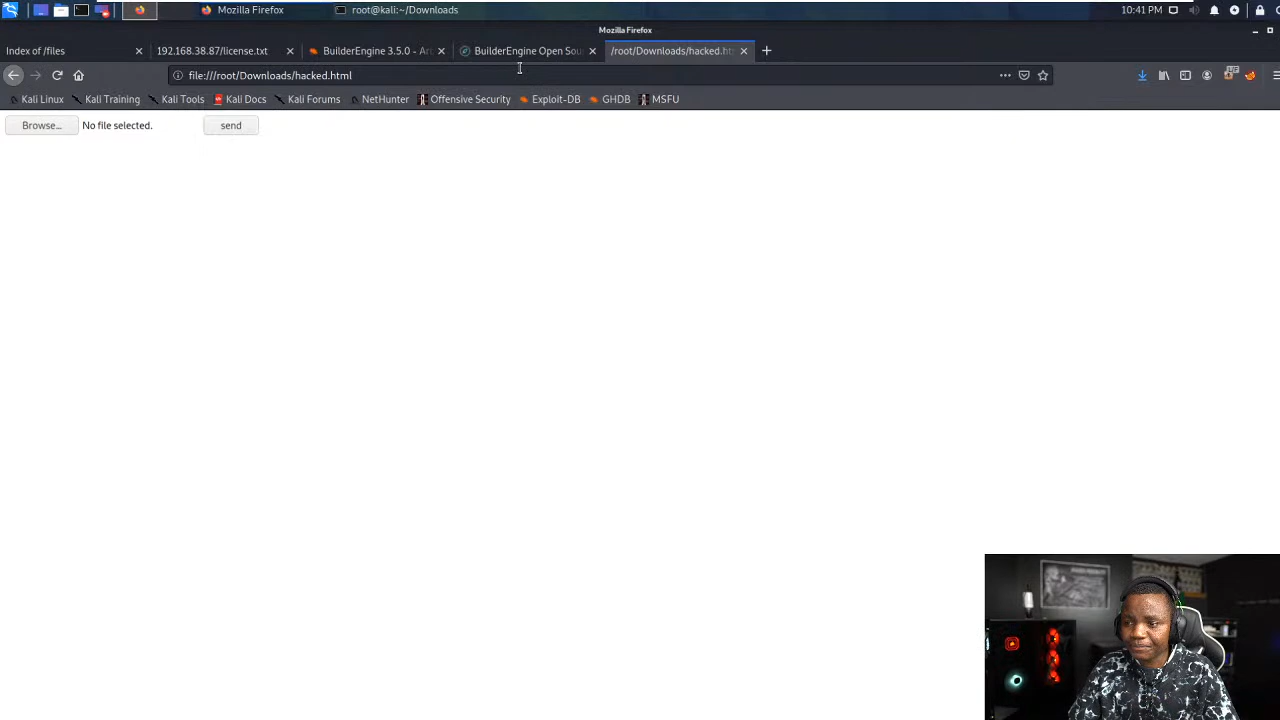 Mozilla Firefox
root@kali:~/Downloads
10:41 PM
Mozilla Firefox
Index of /files
192.168.38.87/license.txt
BuilderEngine 3.5.0 - Ar
BuilderEngine Open Sou
/root/Downloads/hacked.ht
file:///root/Downloads/hacked.html
Kali Linux
Kali Training
Kali Tools
Kali Docs
Kali Forums
NetHunter
Offensive Security
Exploit-DB
GHDB
MSFU
Browse...
No file selected.
send